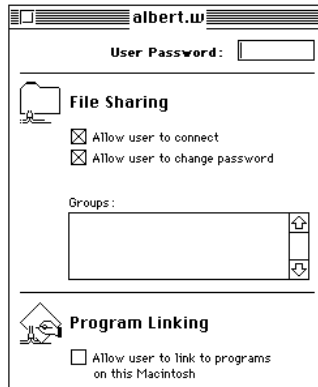 albert.w
User Password:
File Sharing
Allow user to connect
Allow user to change password
Groups:
Program Linking
Allow user to link to programs
on this Macintosh